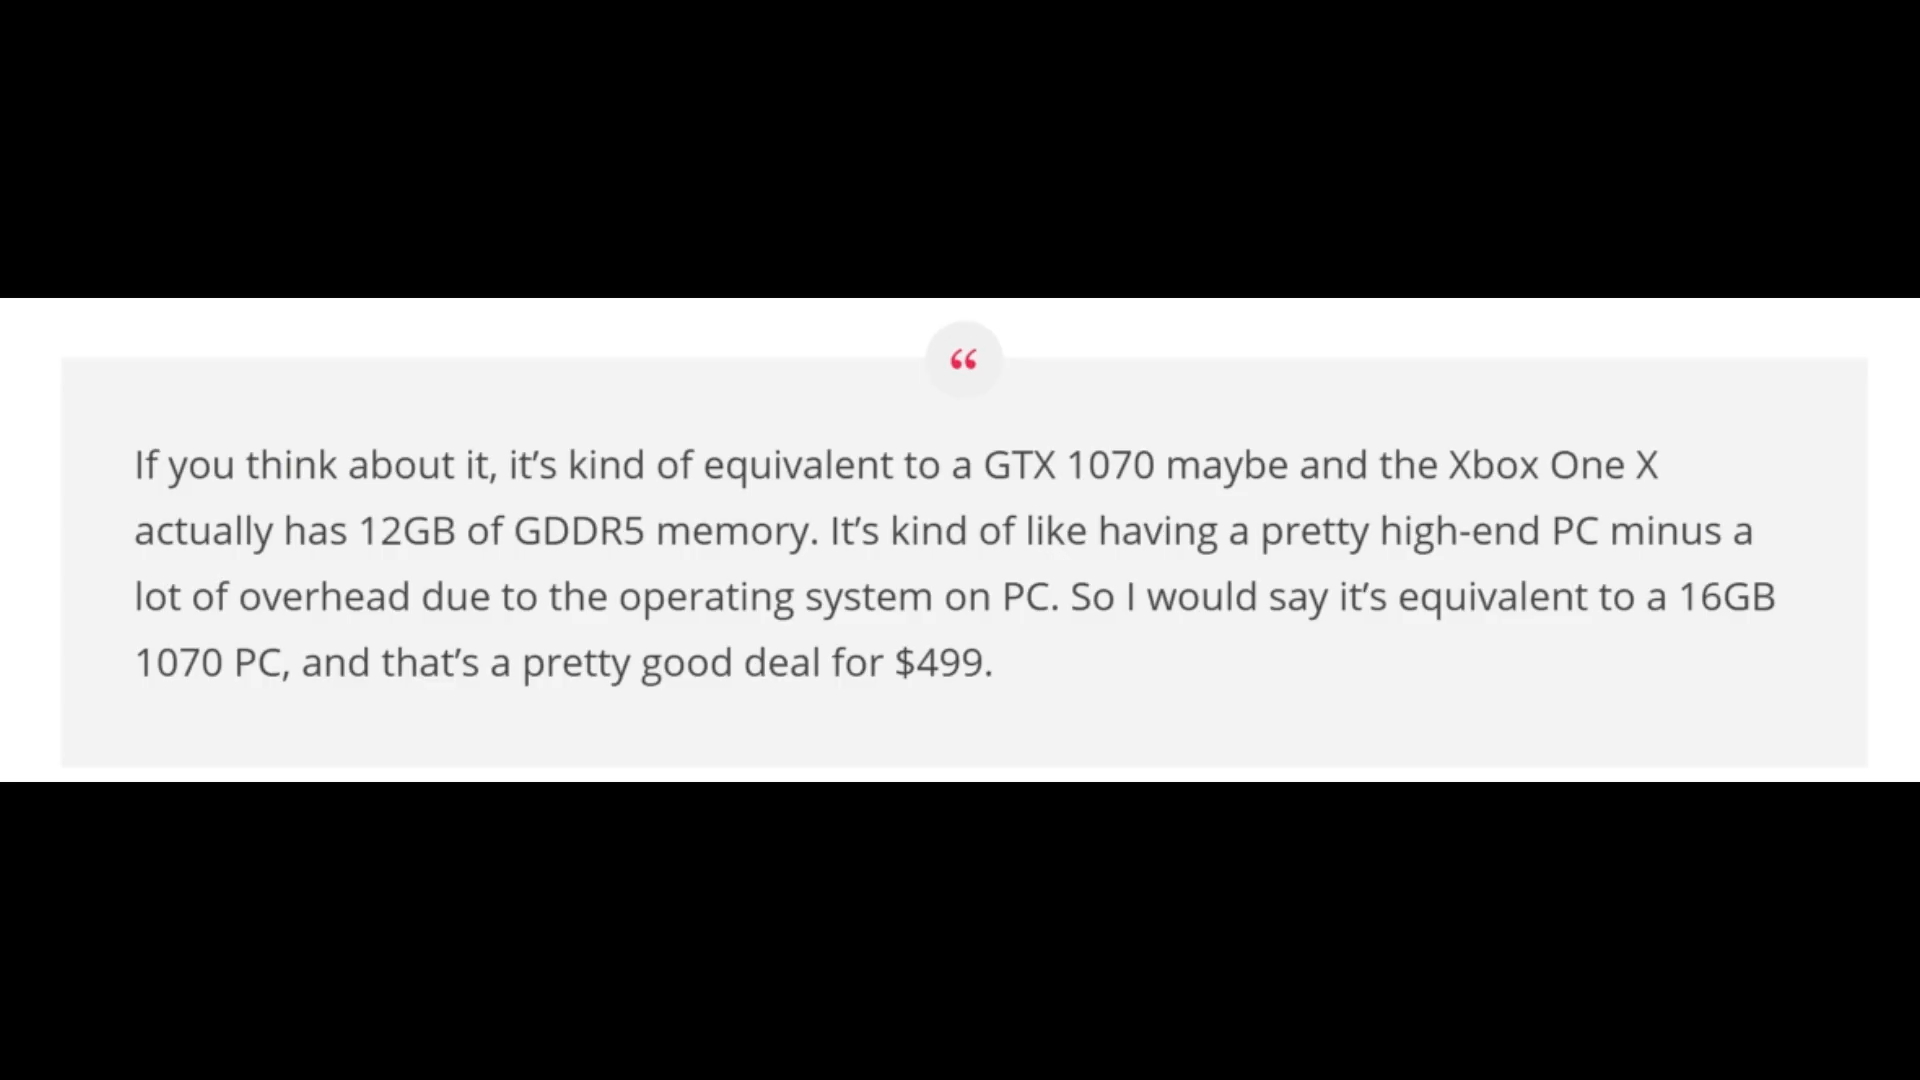 “
If you think about it, it’s kind of equivalent to a GTX 1070 maybe and the Xbox One X
actually has 12GB of GDDR5 memory. It’s kind of like having a pretty high-end PC minus a
lot of overhead due to the operating system on PC. So I would say it’s equivalent to a 16GB
1070 PC, and that’s a pretty good deal for $499.